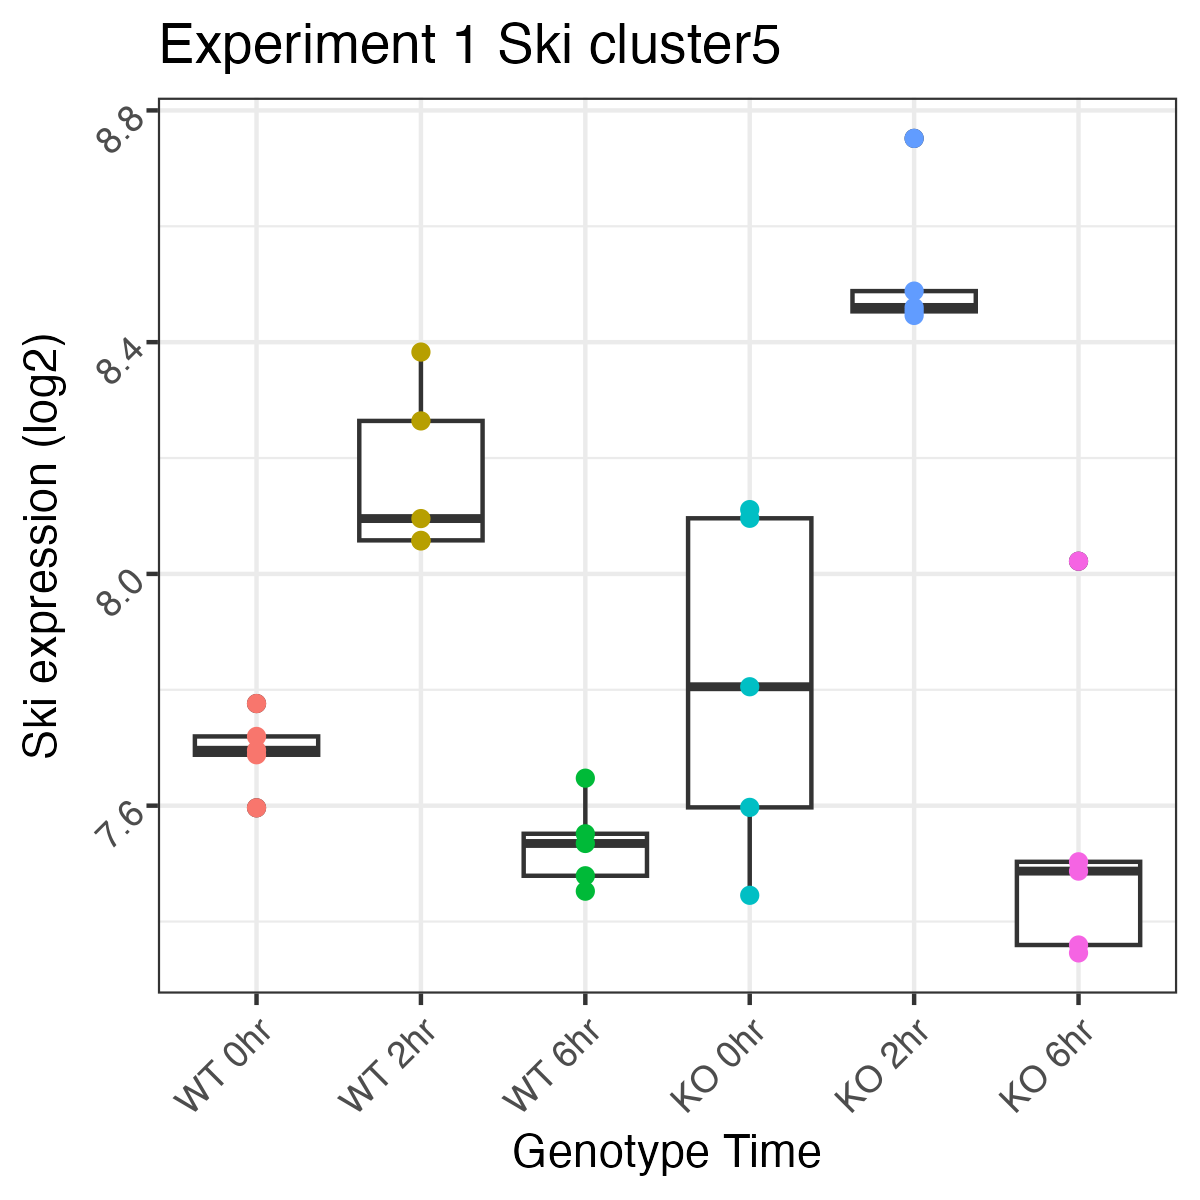 Experiment 1 Ski cluster5
Ski expression (log2)
8.8
8.4
8.0
7.6
WT 0hr
WT 2hr
WT 6hr
KO 0hr
KO 2hr
KO 6hr
Genotype Time